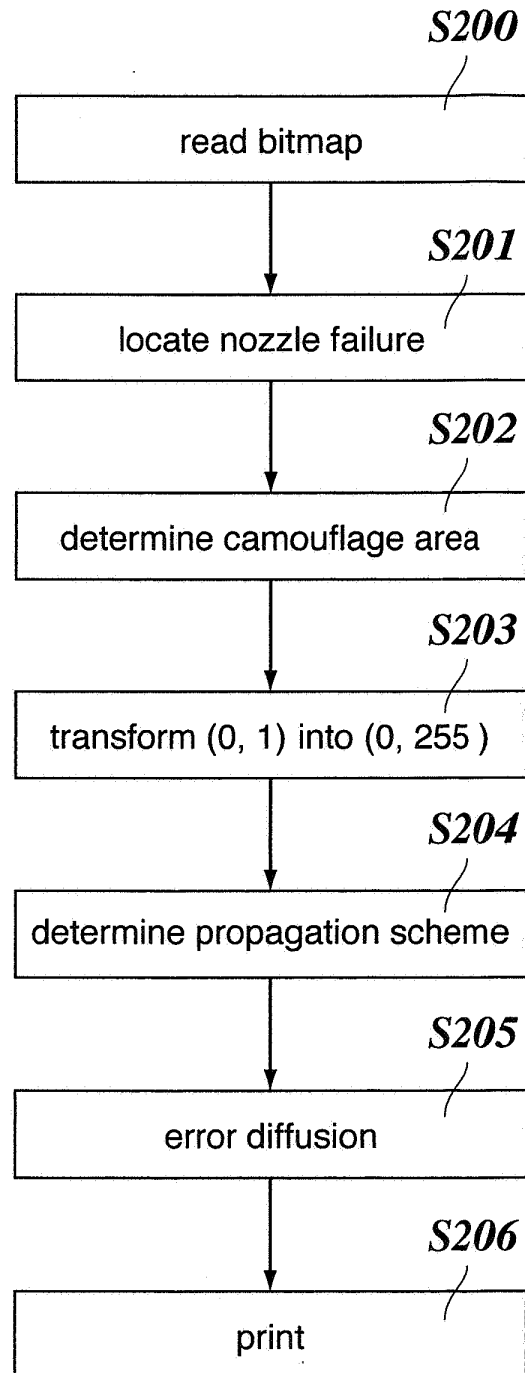 S200
read bitmap
S201
locate nozzle failure
S202
determine camouflage area
S203
transform (0, 1) into (0, 255 )
S204
determine propagation scheme
S205
error diffusion
S206
print